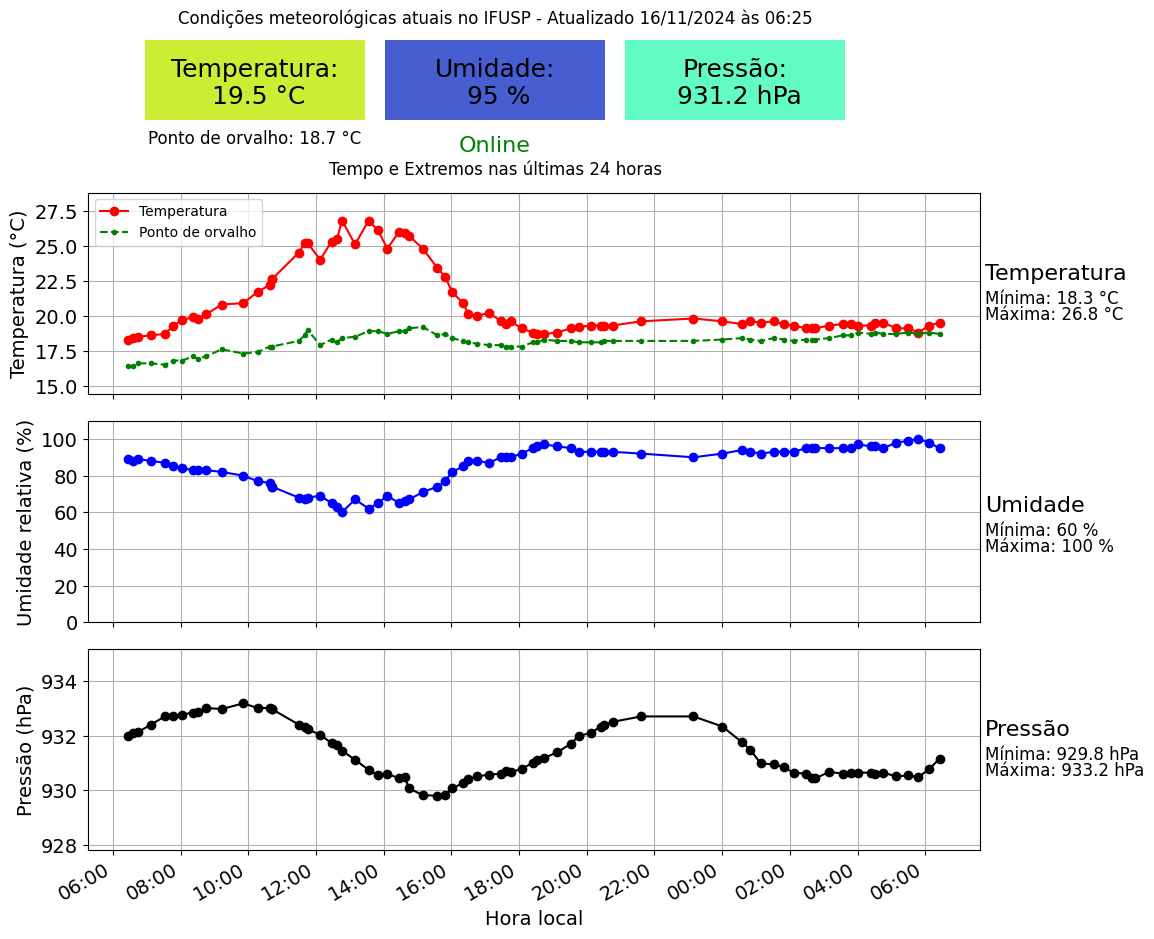 Condições meteorológicas atuais no IFUSP - Atualizado 16/11/2024 às 06:25
Temperatura:
19.5 °C
Umidade:
95 %
Pressão:
931.2 hPa
Ponto de orvalho: 18.7 °C
Online
Tempo e Extremos nas últimas 24 horas
Temperatura (°C)
27.5
25.0
22.5
20.0
17.5
15.0
Temperatura
Ponto de orvalho
Temperatura
Mínima: 18.3 °C
Máxima: 26.8 °C
Umidade relativa (%)
100
80
60
40
20
0
Umidade
Mínima: 60 %
Máxima: 100 %
Pressão (hPa)
934
932
930
928
Pressão
Mínima: 929.8 hPa
Máxima: 933.2 hPa
06:00 08:00 10:00 12:00 14:00 16:00 18:00 20:00 22:00 00:00 02:00 04:00 06:00
Hora local